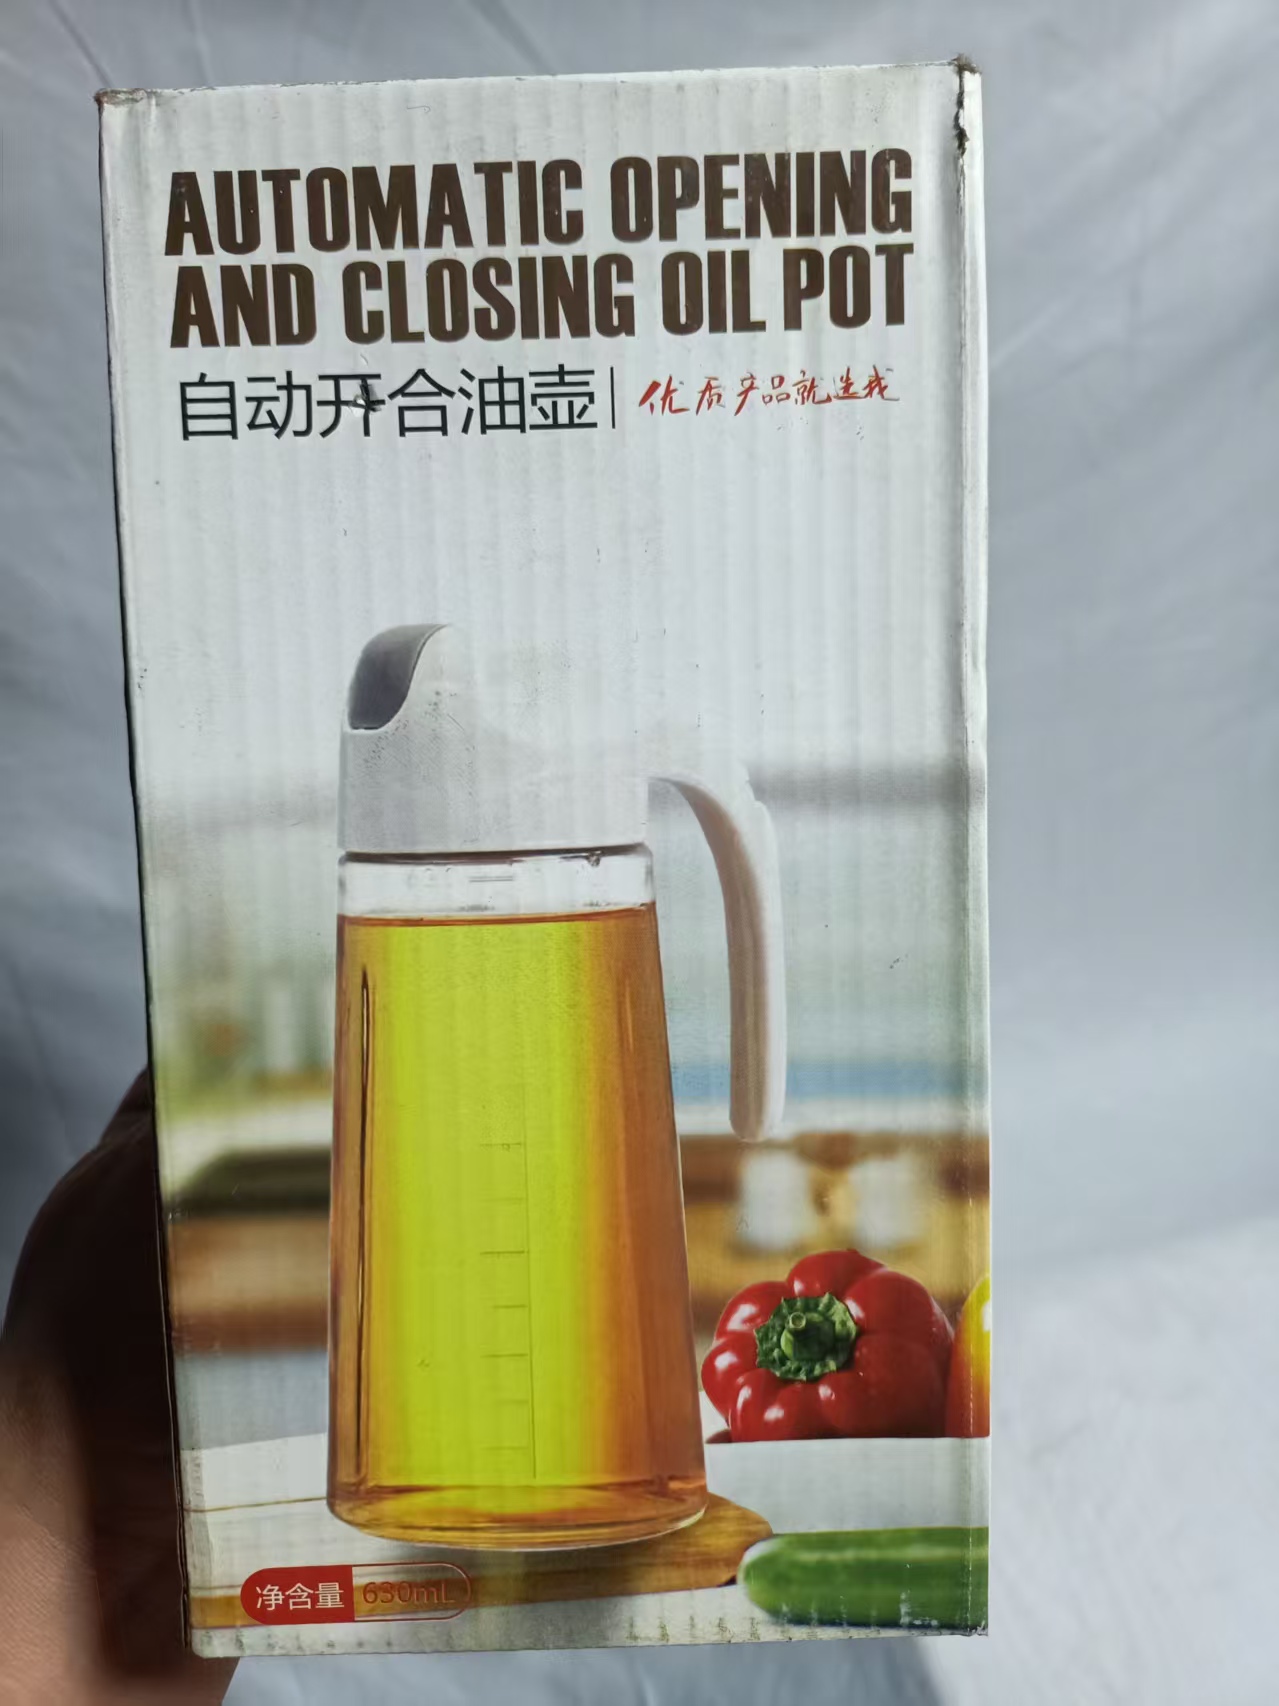 AUTOMATIC OPENING
AND CLOSING OIL POT
自动开合油壶 | 优质产品就选我
净含量 630mL